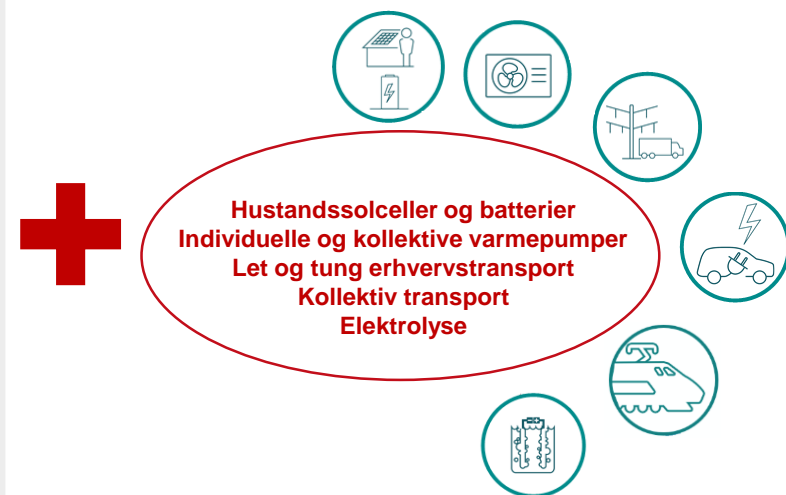 Hustandssolceller og batterier
Individuelle og kollektive varmepumper
Let og tung erhvervstransport
Kollektiv transport
Elektrolyse